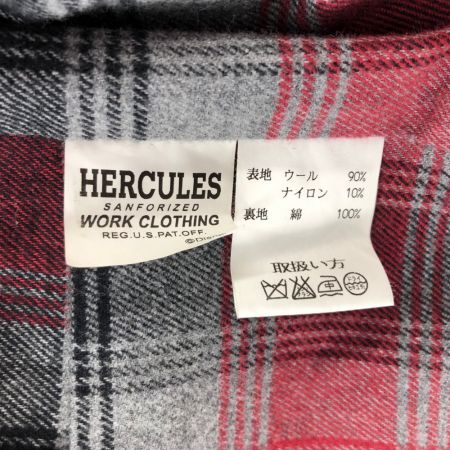 HERCULES
SANFORIZED
WORK CLOTHING
REG.U.S.PAT.OFF.
表地 ウール 90%
ナイロン 10%
裏地 綿 100%
取扱い方